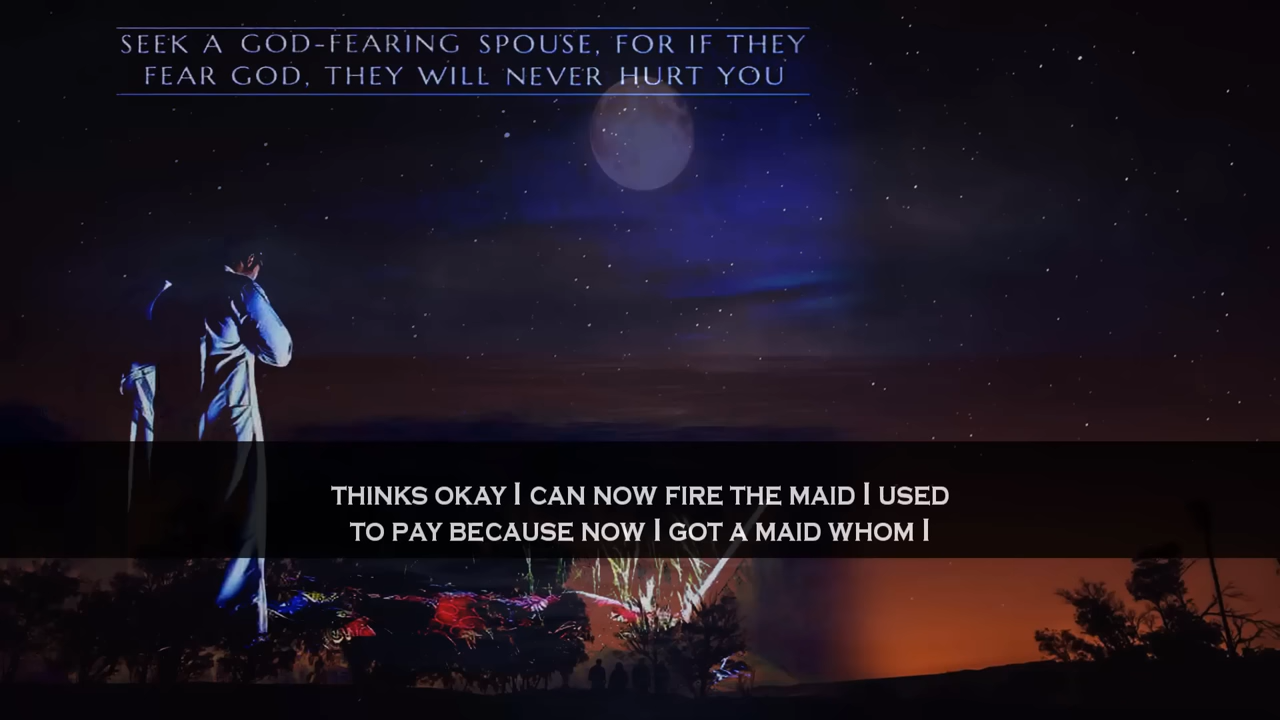 SEEK A GOD-FEARING SPOUSE, FOR IF THEY
FEAR GOD, THEY WILL NEVER HURT YOU
THINKS OKAY I CAN NOW FIRE THE MAID I USED
TO PAY BECAUSE NOW I GOT A MAID WHOM I